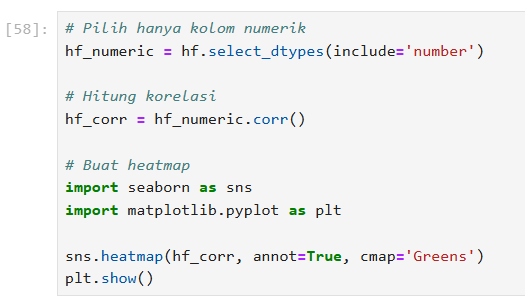 [58]:
# Pilih hanya kolom numerik
hf_numeric = hf.select_dtypes(include='number')
# Hitung korelasi
hf_corr = hf_numeric.corr()
# Buat heatmap
import seaborn as sns
import matplotlib.pyplot as plt
sns.heatmap(hf_corr, annot=True, cmap='Greens')
plt.show()